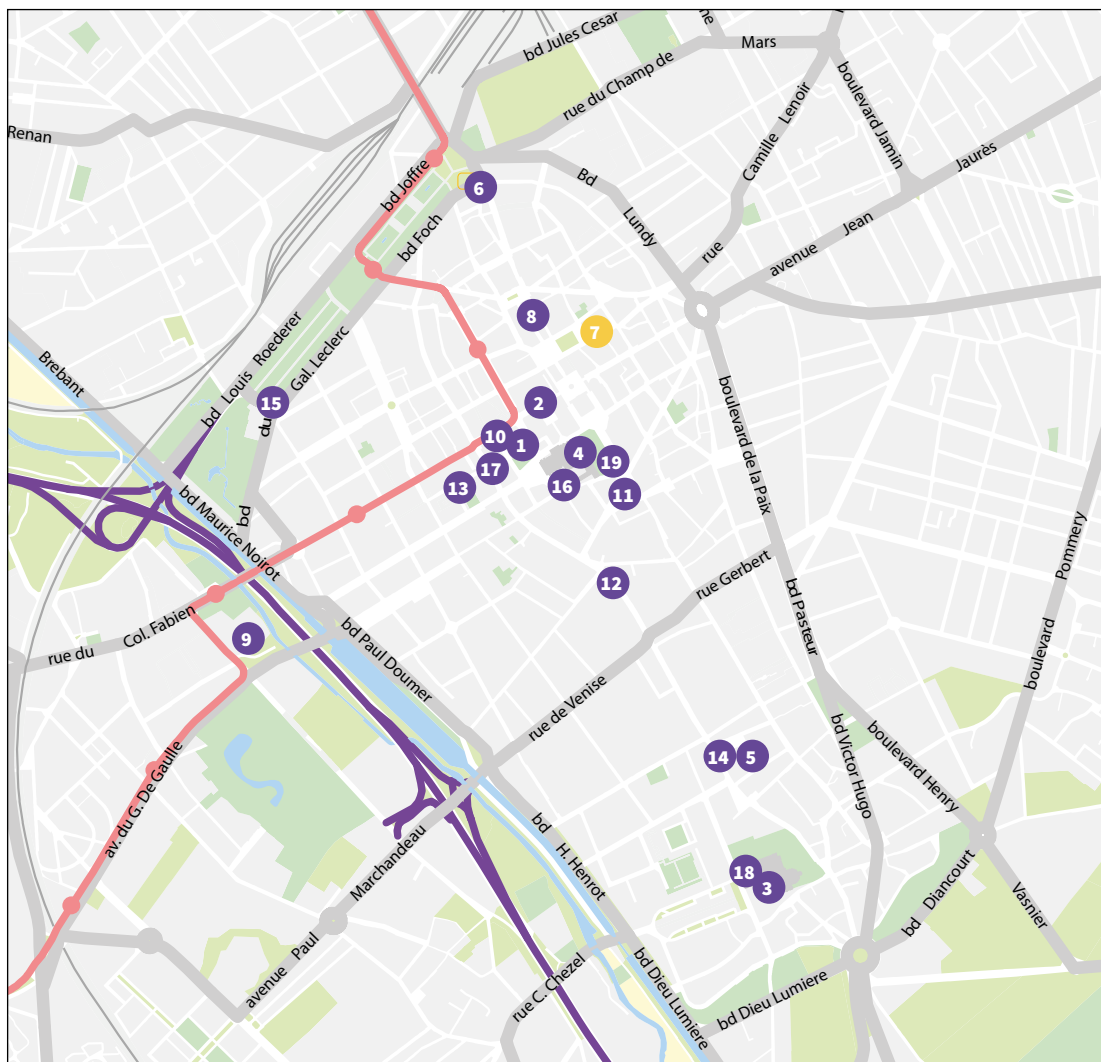 ne
bd Jules Cesar
Mars
rue du Champ de
Renan
boulevard Jamin
Camille Lenoir
rue
Jaurès
Jean
avenue
bd Joffre
6
Bd
Lundy
bd Foch
8
7
bd Louis Roederer
Gal. Leclerc
du
bd
Brebant
15
2
10
1
4
19
17
13
16
11
boulevard de la Paix
bd Maurice Noirot
12
rue Gerbert
bd Pasteur
Pommery
boulevard
Col. Fabien
rue du
9
bd Paul Doumer
rue de Venise
14
5
bd Victor Hugo
boulevard Henry
Vasnier
av. du G. De Gaulle
Marchandeau
avenue Paul
bd
H. Henrot
18
3
bd Diancourt
rue C. Chezel
bd Dieu Lumiere
bd Dieu Lumiere